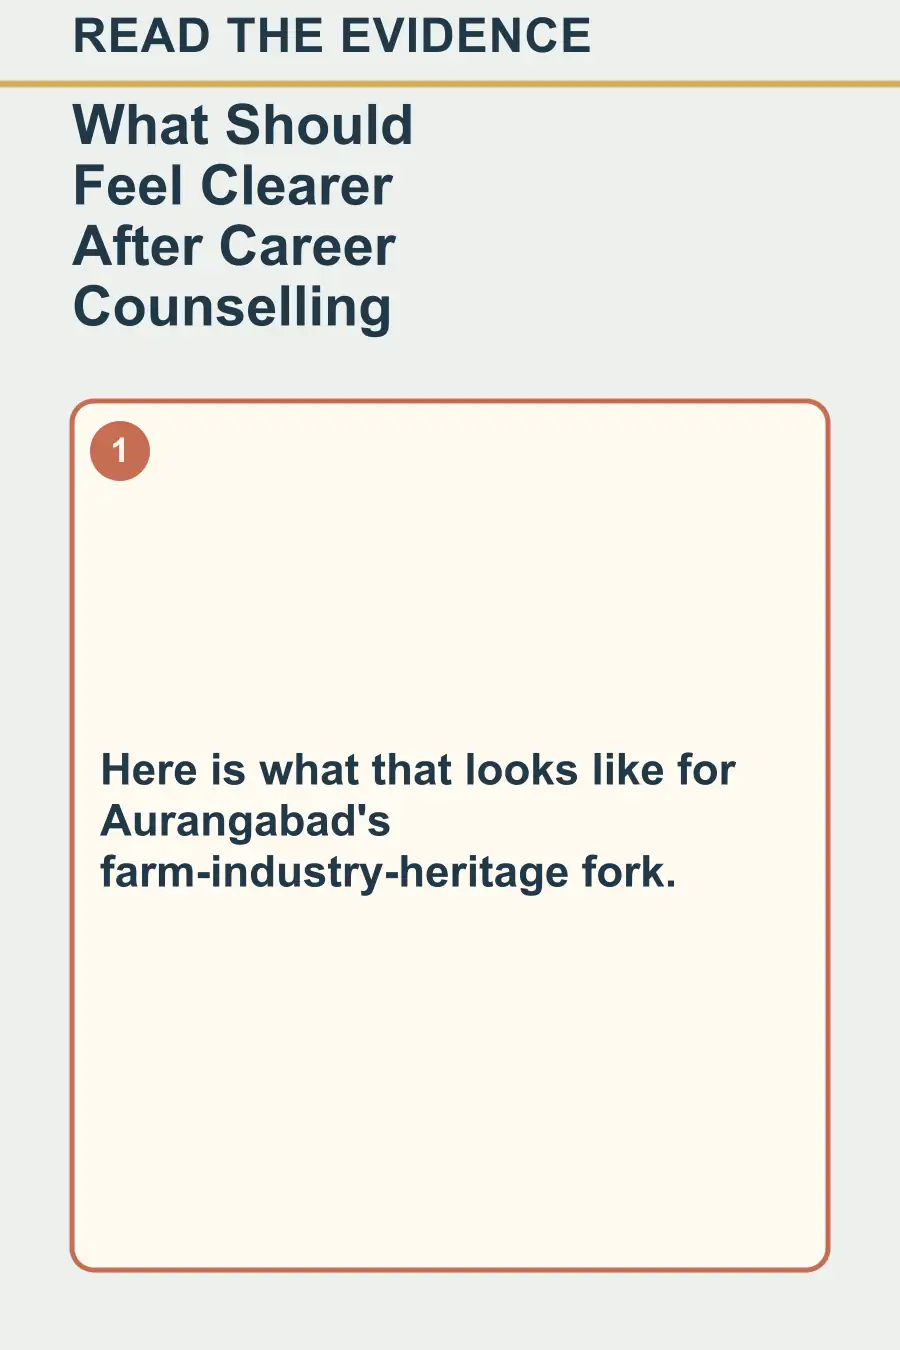 READ THE EVIDENCE
What Should
Feel Clearer
After Career
Counselling
1
Here is what that looks like for
Aurangabad's
farm-industry-heritage fork.